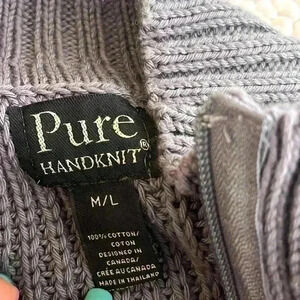 Pure®
HANDKNIT
M/L
100% COTTON/
COTON
DESIGNED IN
CANADA/
CRÉE AU CANADA
MADE IN THAILAND